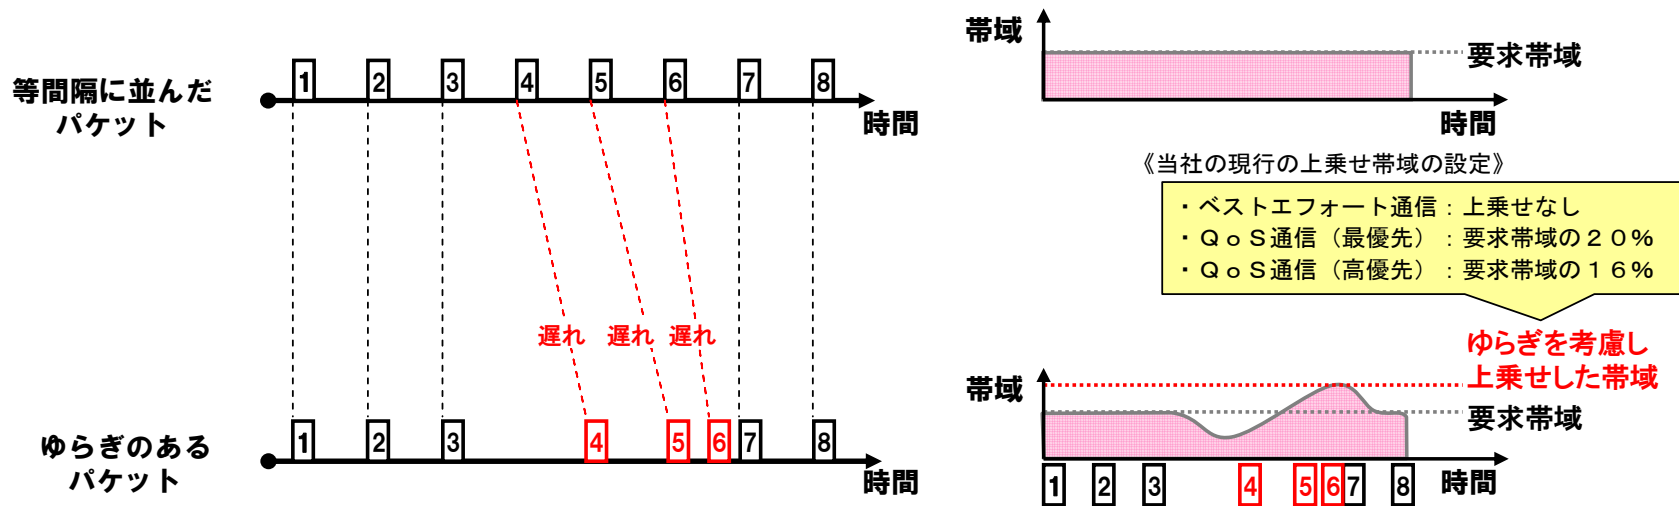 等間隔に並んだ
パケット
1 2 3 4 5 6 7 8
時間
遅れ 遅れ 遅れ
ゆらぎのある
パケット
1 2 3 4 5 6 7 8
時間
帯域
要求帯域
時間
《当社の現行の上乗せ帯域の設定》
・ベストエフォート通信：上乗せなし
・ＱｏＳ通信（最優先）：要求帯域の２０％
・ＱｏＳ通信（高優先）：要求帯域の１６％
ゆらぎを考慮し
上乗せした帯域
帯域
要求帯域
1 2 3 4 5 6 7 8
時間